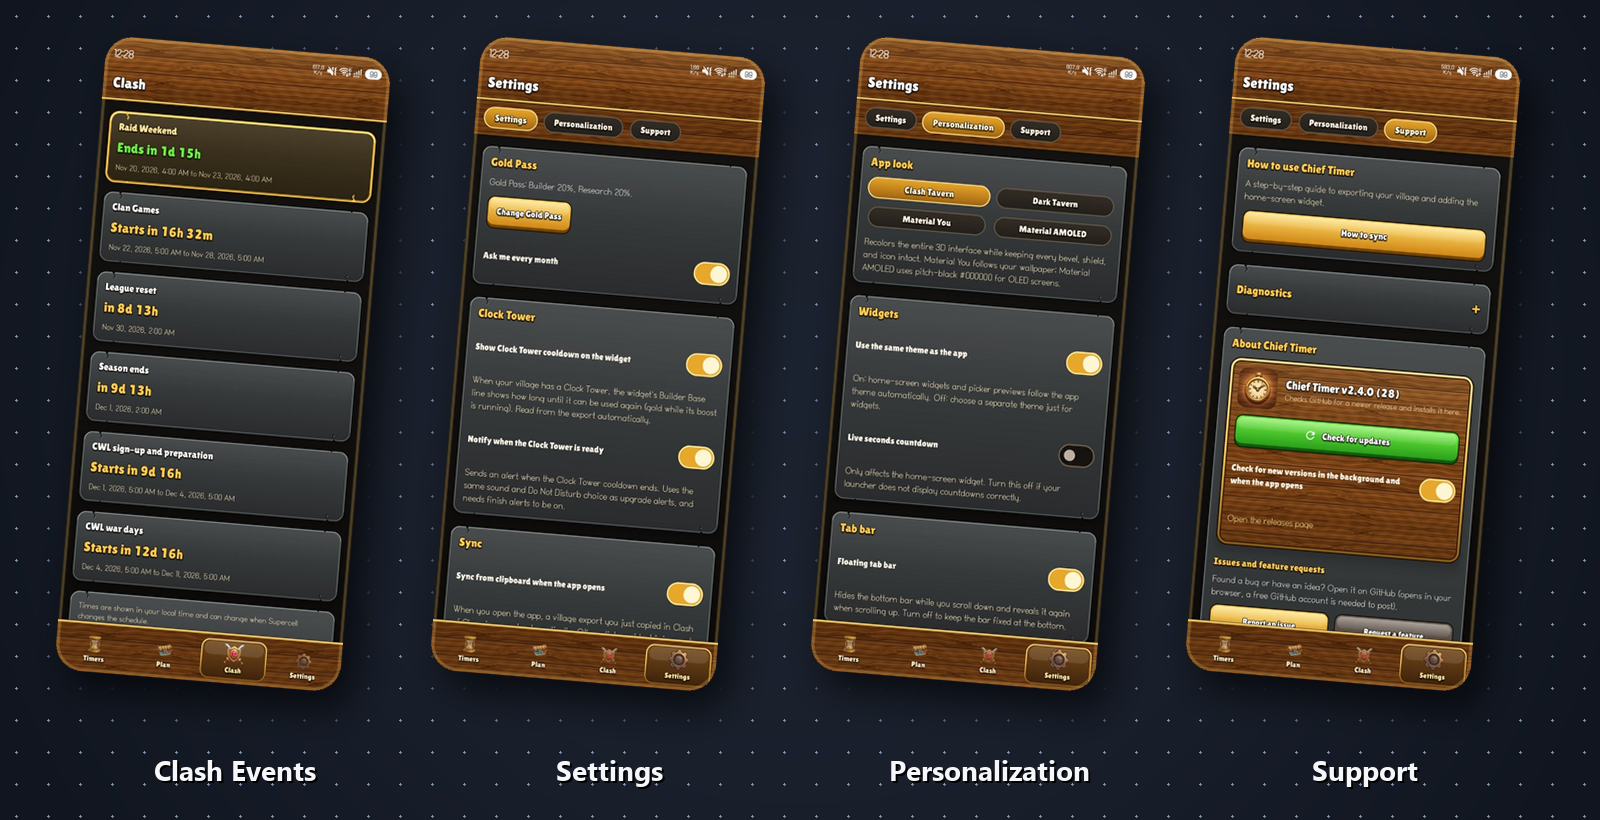 12:28
99
Clash
Raid Weekend
Ends in 1d 15h
Nov 20, 2026, 4:00 AM to Nov 23, 2026, 4:00 AM
Clan Games
Starts in 16h 32m
Nov 22, 2026, 5:00 AM to Nov 28, 2026, 5:00 AM
League reset
in 8d 13h
Nov 30, 2026, 2:00 AM
Season ends
in 9d 13h
Dec 1, 2026, 2:00 AM
CWL sign-up and preparation
Starts in 9d 16h
Dec 1, 2026, 5:00 AM to Dec 4, 2026, 5:00 AM
CWL war days
Starts in 12d 16h
Dec 4, 2026, 5:00 AM to Dec 11, 2026, 5:00 AM
Times are shown in your local time and can change when Supercell
changes the schedule.
Timers
Plan
Clash
Settings
Clash Events
12:28
99
Settings
Settings
Personalization
Support
Gold Pass
Gold Pass: Builder 20%, Research 20%.
Change Gold Pass
Ask me every month
Clock Tower
Show Clock Tower cooldown on the widget
When your village has a Clock Tower, the widget's Builder Base
line shows how long until it can be used again (gold while its boost
is running). Read from the export automatically.
Notify when the Clock Tower is ready
Sends an alert when the Clock Tower cooldown ends. Uses the
same sound and Do Not Disturb choice as upgrade alerts, and
needs finish alerts to be on.
Sync
Sync from clipboard when the app opens
When you open the app, a village export you just copied in Clash
Timers
Plan
Clash
Settings
Settings
12:28
99
Settings
Settings
Personalization
Support
App look
Clash Tavern
Dark Tavern
Material You
Material AMOLED
Recolors the entire 3D interface while keeping every bevel, shield,
and icon intact. Material You follows your wallpaper; Material
AMOLED uses pitch-black #000000 for OLED screens.
Widgets
Use the same theme as the app
On: home-screen widgets and picker previews follow the app
theme automatically. Off: choose a separate theme just for
widgets.
Live seconds countdown
Only affects the home-screen widget. Turn this off if your
launcher does not display countdowns correctly.
Tab bar
Floating tab bar
Hides the bottom bar while you scroll down and reveals it again
when scrolling up. Turn off to keep the bar fixed at the bottom.
Timers
Plan
Clash
Settings
Personalization
12:28
99
Settings
Settings
Personalization
Support
How to use Chief Timer
A step-by-step guide to exporting your village and adding the
home-screen widget.
How to sync
Diagnostics
+
About Chief Timer
Chief Timer v2.4.0 (28)
Checks GitHub for a newer release and installs it here.
Check for updates
Check for new versions in the background and
when the app opens
Open the releases page
Issues and feature requests
Found a bug or have an idea? Open it on GitHub (opens in your
browser, a free GitHub account is needed to post).
Report an issue
Request a feature
Timers
Plan
Clash
Settings
Support